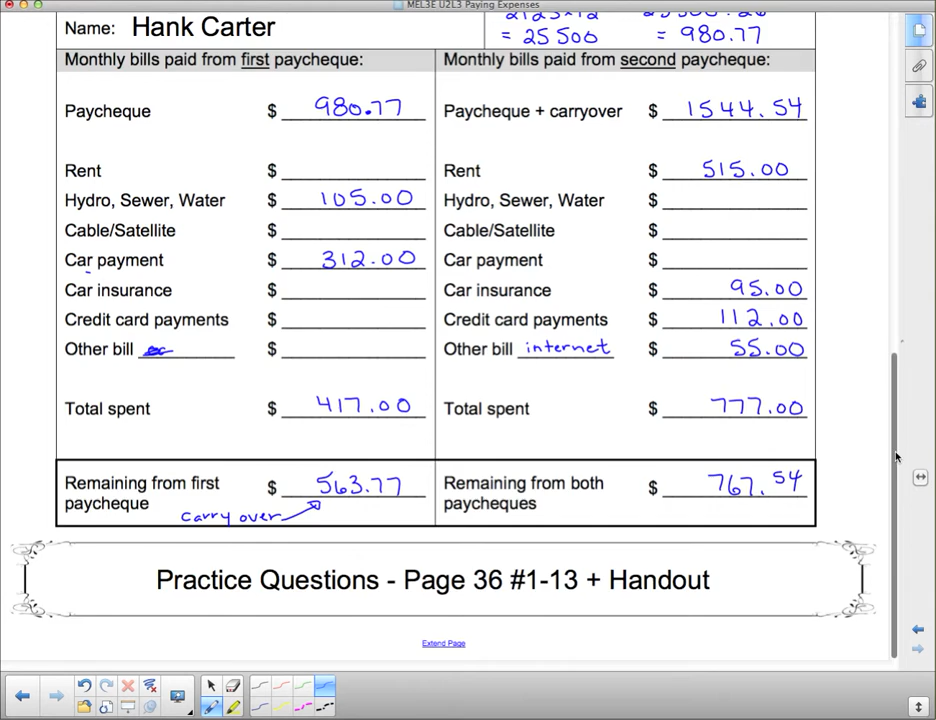 MEL3E U2L3 Paying Expenses
Name: Hank Carter
= 25 500 = 980.77
Monthly bills paid from first paycheque: Monthly bills paid from second paycheque:
Paycheque $ 980.77 Paycheque + carryover $ 1544.54
Rent $ Rent $ 515.00
Hydro, Sewer, Water $ 105.00 Hydro, Sewer, Water $
Cable/Satellite $ Cable/Satellite $
Car payment $ 312.00 Car payment $
Car insurance $ Car insurance $ 95.00
Credit card payments $ Credit card payments $ 112.00
Other bill $ Other bill internet $ 55.00
Total spent $ 417.00 Total spent $ 777.00
Remaining from first paycheque $ 563.77 Remaining from both paycheques $ 767.54
carry over
Practice Questions - Page 36 #1-13 + Handout
Extend Page